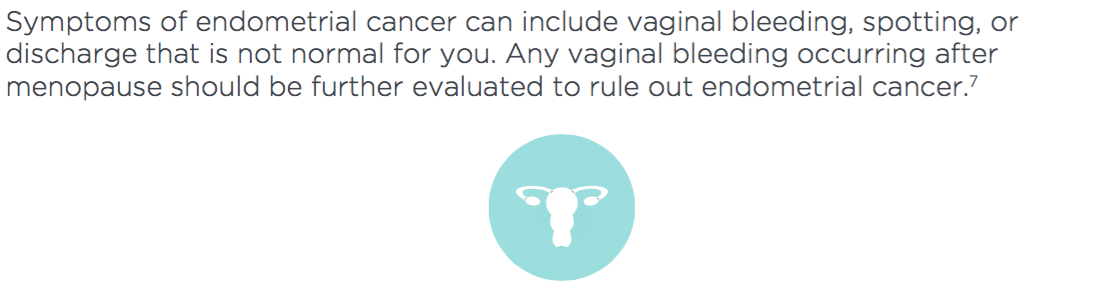 Symptoms of endometrial cancer can include vaginal bleeding, spotting, or
discharge that is not normal for you. Any vaginal bleeding occurring after
menopause should be further evaluated to rule out endometrial cancer.⁷